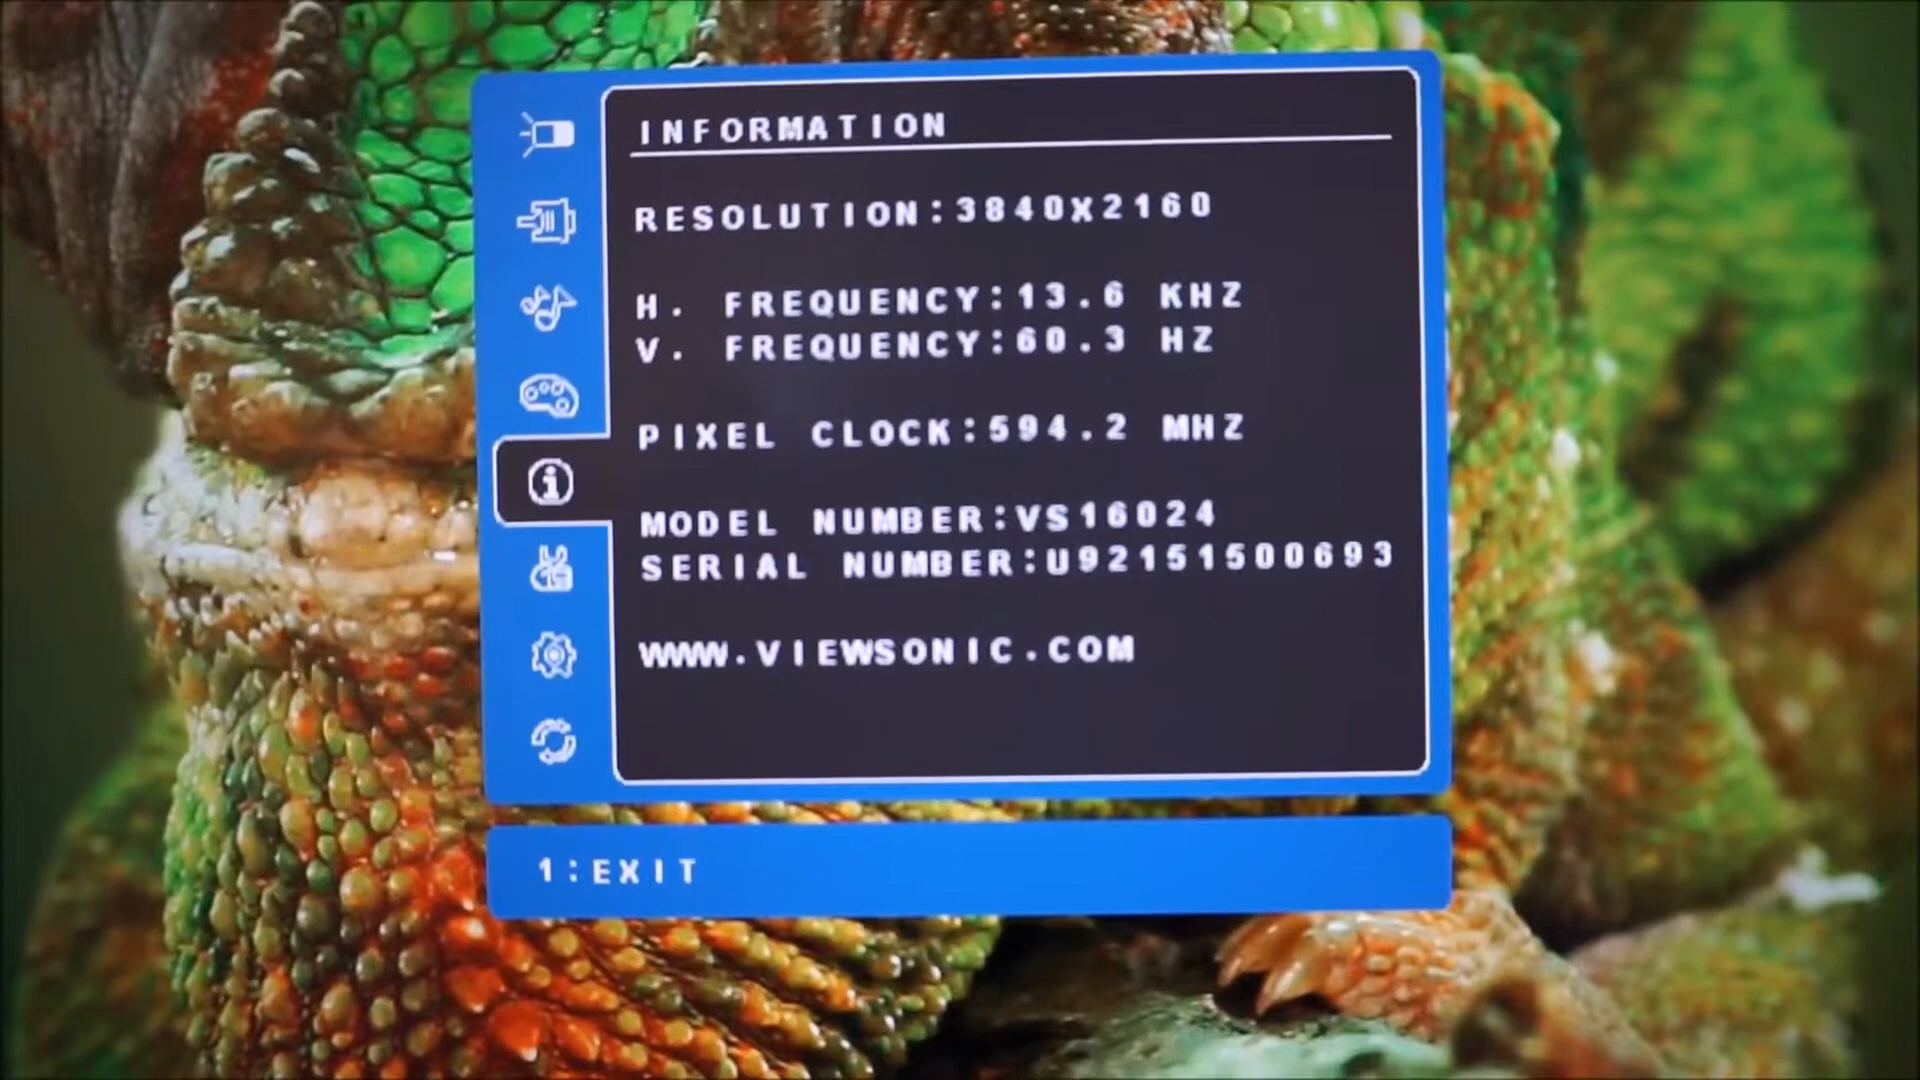 INFORMATION
RESOLUTION:3840X2160
H. FREQUENCY:13.6 KHZ
V. FREQUENCY:60.3 HZ
PIXEL CLOCK:594.2 MHZ
MODEL NUMBER:VS16024
SERIAL NUMBER:U92151500693
WWW.VIEWSONIC.COM
1:EXIT